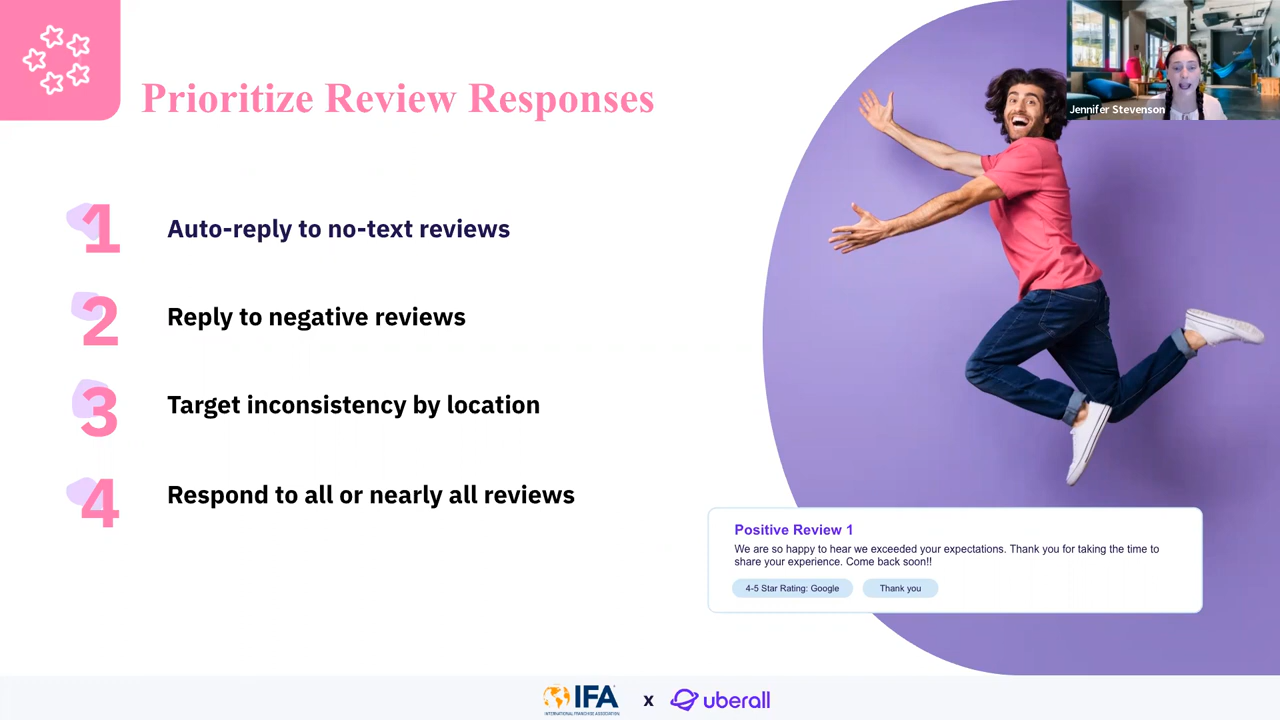 Prioritize Review Responses
Jennifer Stevenson
1
Auto-reply to no-text reviews
2
Reply to negative reviews
3
Target inconsistency by location
4
Respond to all or nearly all reviews
Positive Review 1
We are so happy to hear we exceeded your expectations. Thank you for taking the time to
share your experience. Come back soon!!
4-5 Star Rating: Google
Thank you
IFA
INTERNATIONAL FRANCHISE ASSOCIATION
x
uberall